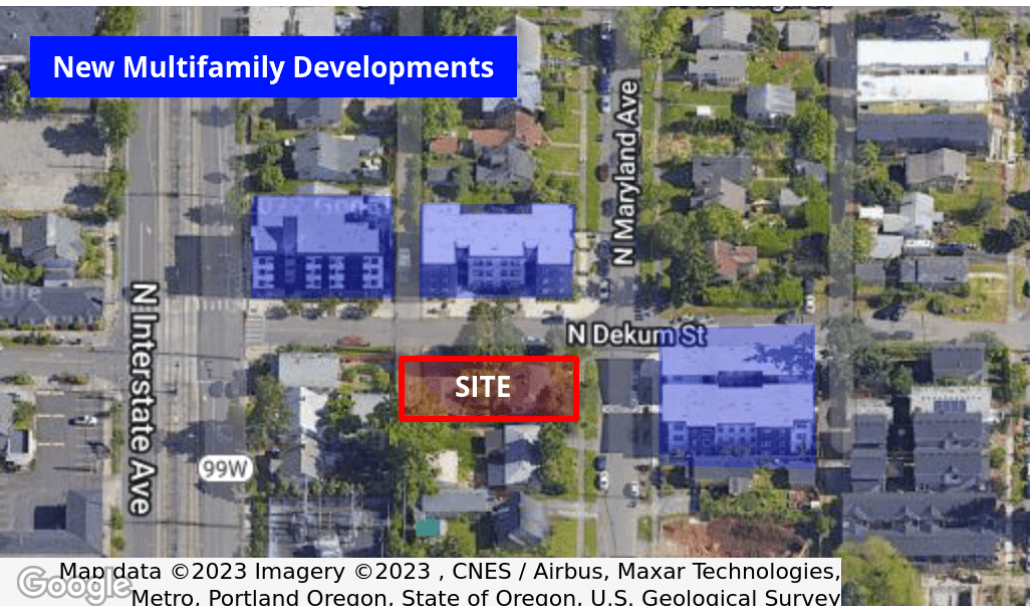 New Multifamily Developments
N Maryland Ave
N Interstate Ave
N Dekum St
SITE
99W
Google
Map data ©2023 Imagery ©2023 , CNES / Airbus, Maxar Technologies,
Metro, Portland Oregon, State of Oregon, U.S. Geological Survey